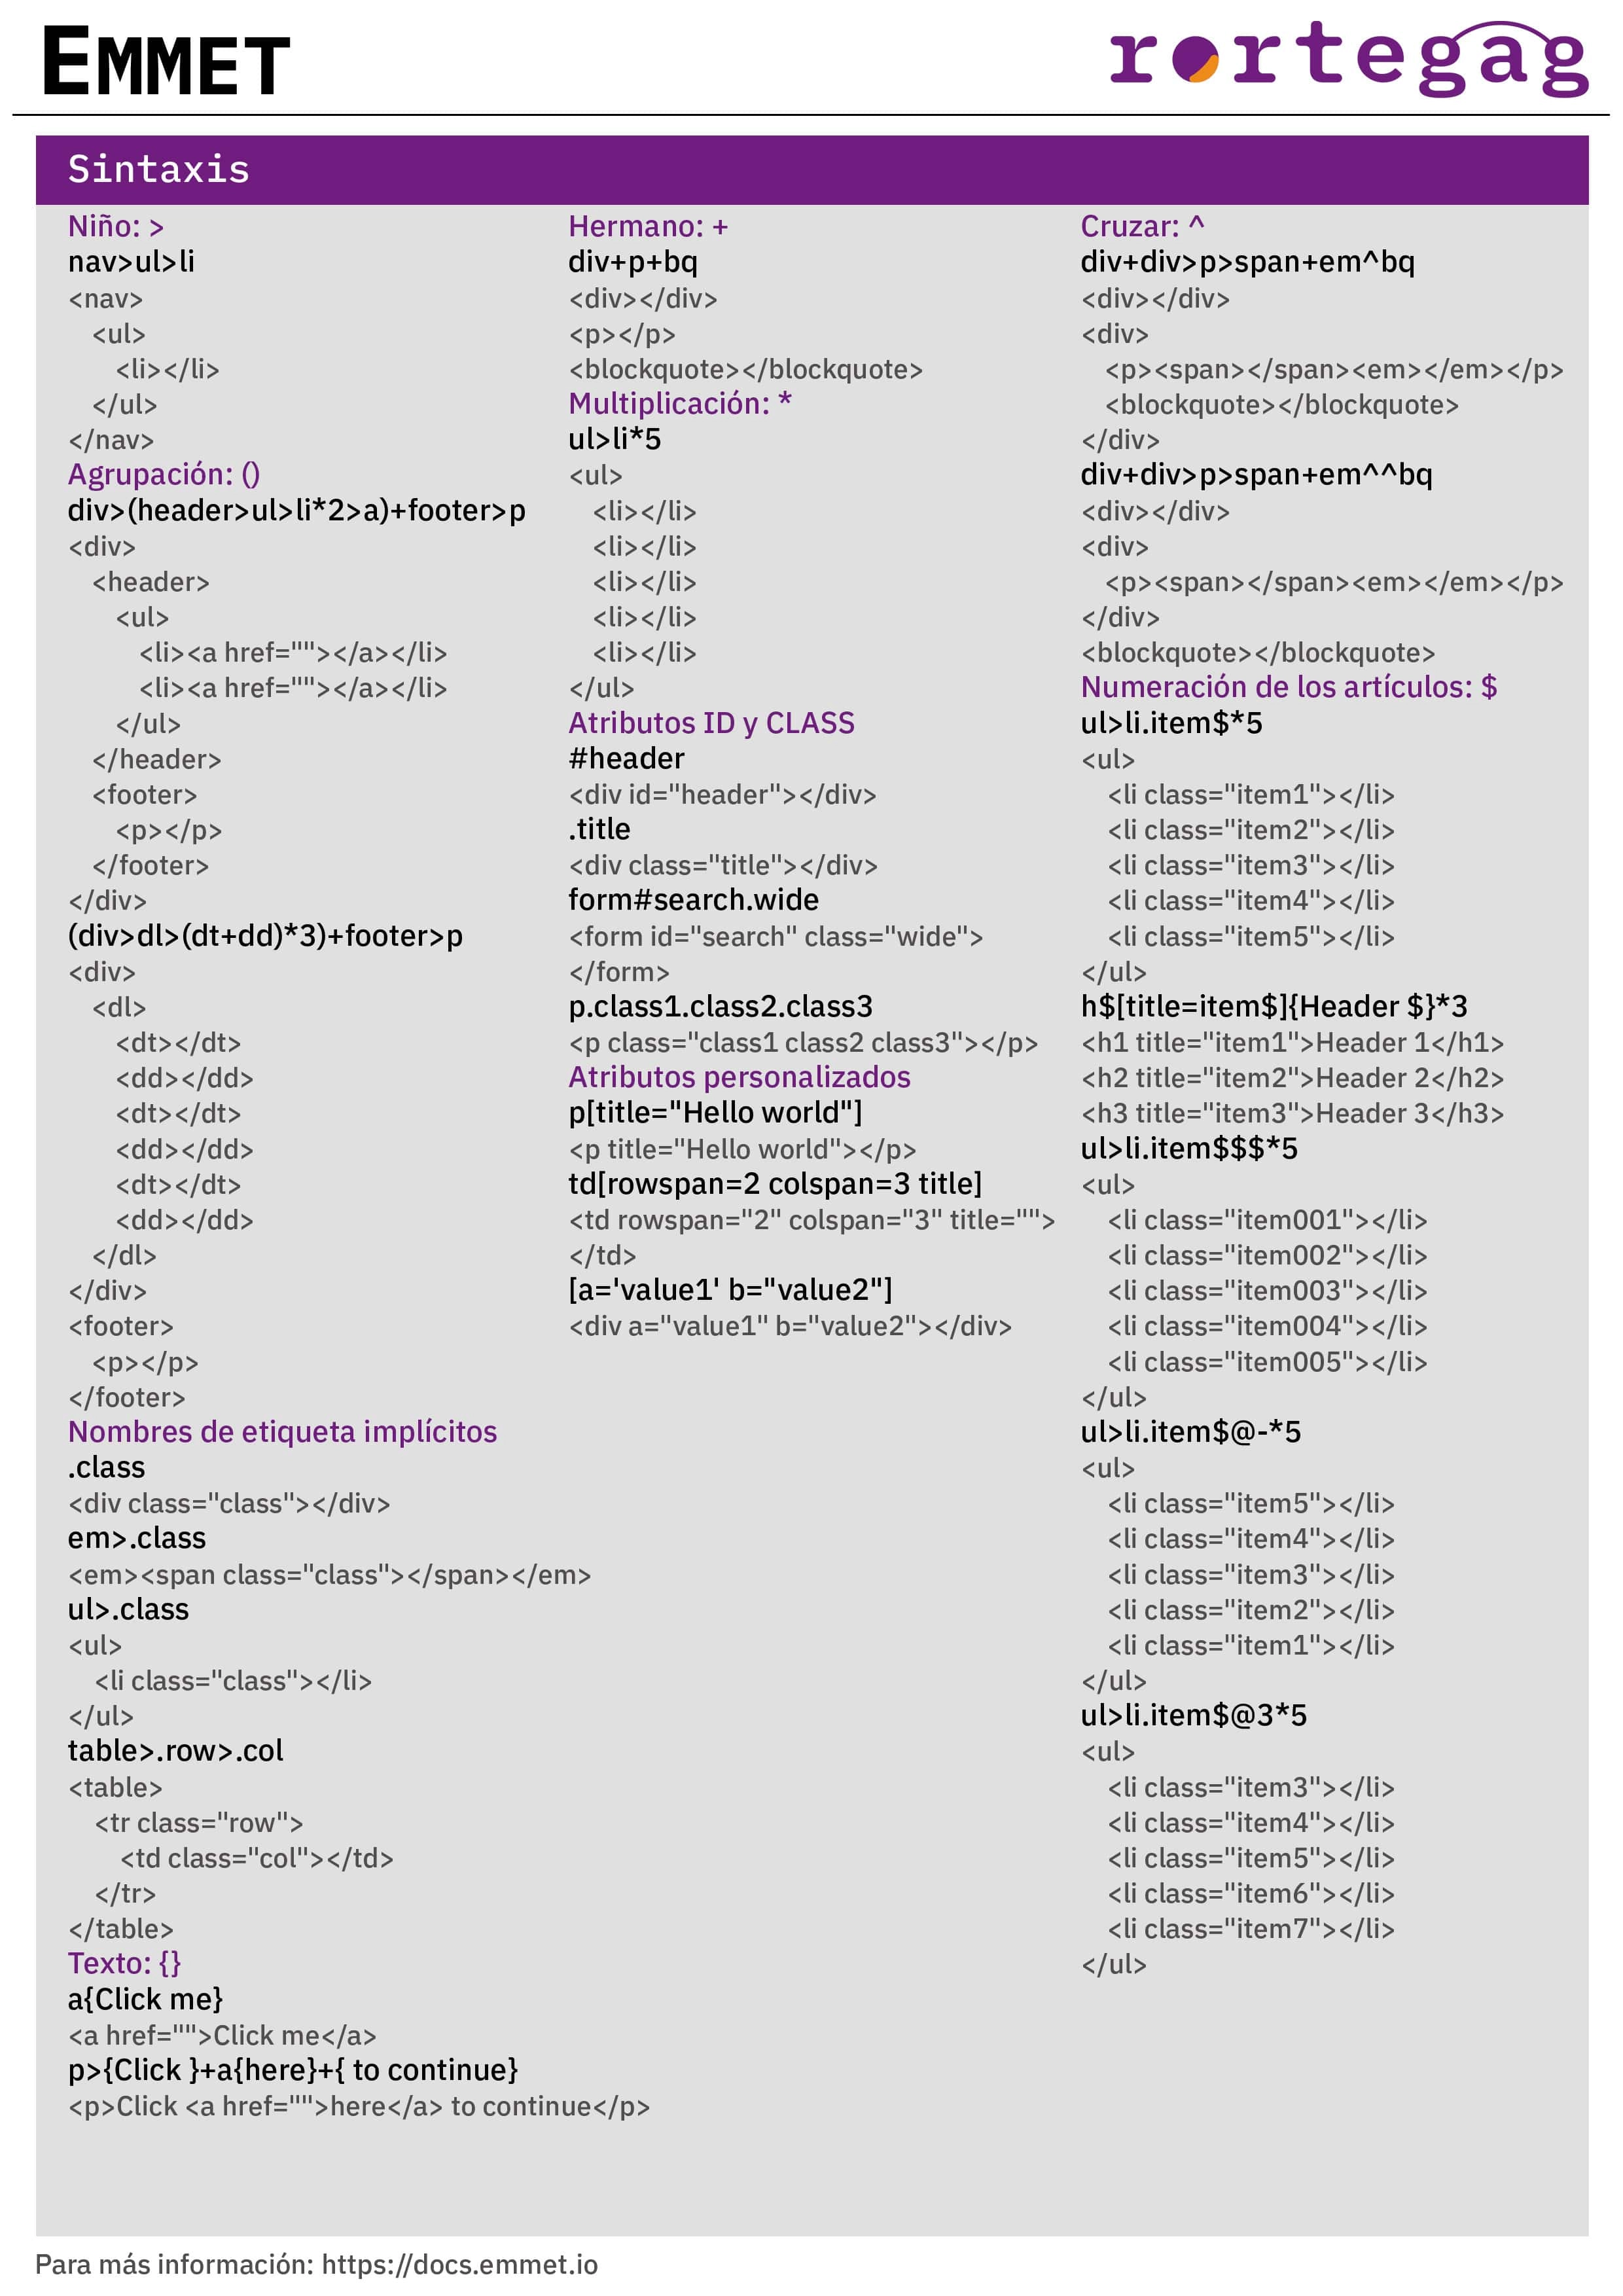 EMMET
rortegag
Sintaxis
Niño: >
nav>ul>li
<nav>
<ul>
<li></li>
</ul>
</nav>
Agrupación: ()
div>(header>ul>li*2>a)+footer>p
<div>
<header>
<ul>
<li><a href=""></a></li>
<li><a href=""></a></li>
</ul>
</header>
<footer>
<p></p>
</footer>
</div>
(div>dl>(dt+dd)*3)+footer>p
<div>
<dl>
<dt></dt>
<dd></dd>
<dt></dt>
<dd></dd>
<dt></dt>
<dd></dd>
</dl>
</div>
<footer>
<p></p>
</footer>
Nombres de etiqueta implícitos
.class
<div class="class"></div>
em>.class
<em><span class="class"></span></em>
ul>.class
<ul>
<li class="class"></li>
</ul>
table>.row>.col
<table>
<tr class="row">
<td class="col"></td>
</tr>
</table>
Texto: {}
a{Click me}
<a href="">Click me</a>
p>{Click }+a{here}+{ to continue}
<p>Click <a href="">here</a> to continue</p>
Hermano: +
div+p+bq
<div></div>
<p></p>
<blockquote></blockquote>
Multiplicación: *
ul>li*5
<ul>
<li></li>
<li></li>
<li></li>
<li></li>
<li></li>
</ul>
Atributos ID y CLASS
#header
<div id="header"></div>
.title
<div class="title"></div>
form#search.wide
<form id="search" class="wide">
</form>
p.class1.class2.class3
<p class="class1 class2 class3"></p>
Atributos personalizados
p[title="Hello world"]
<p title="Hello world"></p>
td[rowspan=2 colspan=3 title]
<td rowspan="2" colspan="3" title="">
</td>
[a='value1' b="value2"]
<div a="value1" b="value2"></div>
Cruzar: ^
div+div>p>span+em^bq
<div></div>
<div>
<p><span></span><em></em></p>
<blockquote></blockquote>
</div>
div+div>p>span+em^^bq
<div></div>
<div>
<p><span></span><em></em></p>
</div>
<blockquote></blockquote>
Numeración de los artículos: $
ul>li.item$*5
<ul>
<li class="item1"></li>
<li class="item2"></li>
<li class="item3"></li>
<li class="item4"></li>
<li class="item5"></li>
</ul>
h$[title=item$]{Header $}*3
<h1 title="item1">Header 1</h1>
<h2 title="item2">Header 2</h2>
<h3 title="item3">Header 3</h3>
ul>li.item$$$*5
<ul>
<li class="item001"></li>
<li class="item002"></li>
<li class="item003"></li>
<li class="item004"></li>
<li class="item005"></li>
</ul>
ul>li.item$@-*5
<ul>
<li class="item5"></li>
<li class="item4"></li>
<li class="item3"></li>
<li class="item2"></li>
<li class="item1"></li>
</ul>
ul>li.item$@3*5
<ul>
<li class="item3"></li>
<li class="item4"></li>
<li class="item5"></li>
<li class="item6"></li>
<li class="item7"></li>
</ul>
Para más información: https://docs.emmet.io